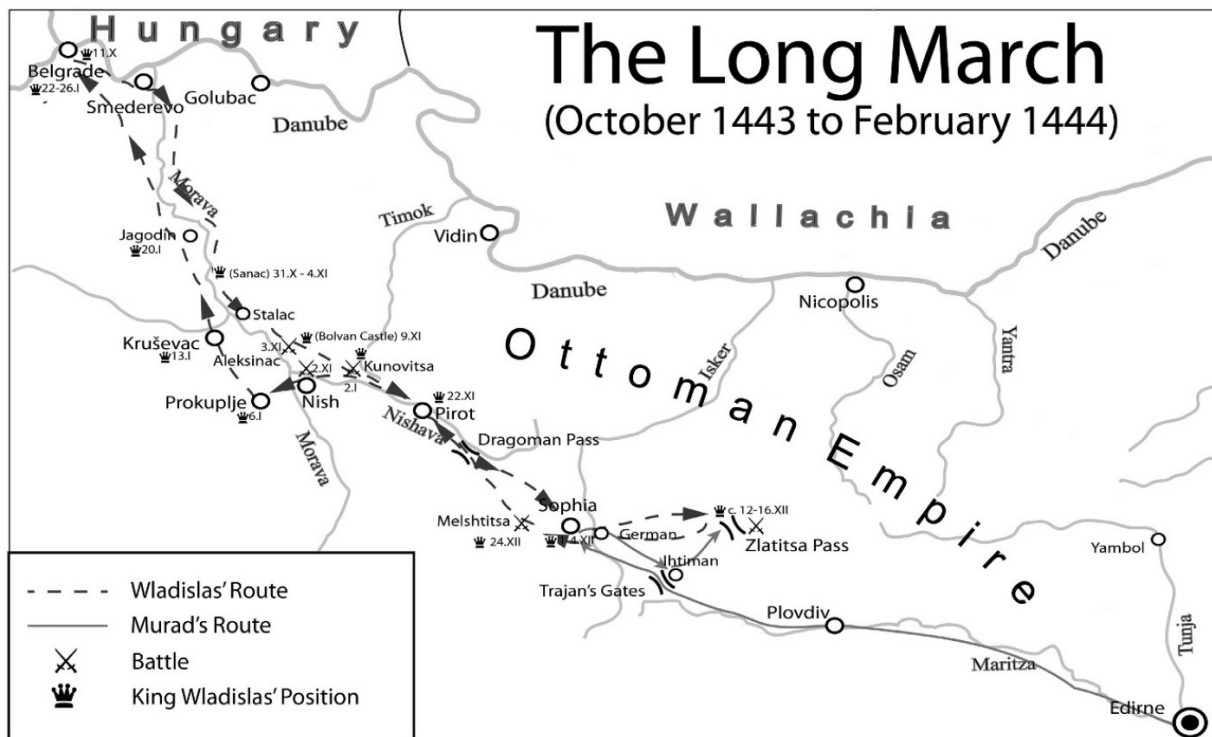 Hungary
The Long March
(October 1443 to February 1444)
11.X
Belgrade
22-26.I
Smederevo
Golubac
Danube
Morava
Timok
Wallachia
Danube
Vidin
Jagodin
20.I
(Sanac) 31.X - 4.XI
Danube
Nicopolis
Stalac
Ottoman Empire
Isker
Osam
Yantra
Kruševac
13.I
Aleksinac
3.XI
(Bolvan Castle) 9.XI
2.XI
Kunovitsa
2.I
Prokuplje
6.I
Nish
22.XI
Pirot
Nishava
Morava
Dragoman Pass
Sophia
Melshtitsa
24.XII
German
c. 12-16.XII
Zlatitsa Pass
Ihtiman
Trajan's Gates
Yambol
Plovdiv
Tunja
Maritza
Edirne
Wladislas' Route
Murad's Route
Battle
King Wladislas' Position